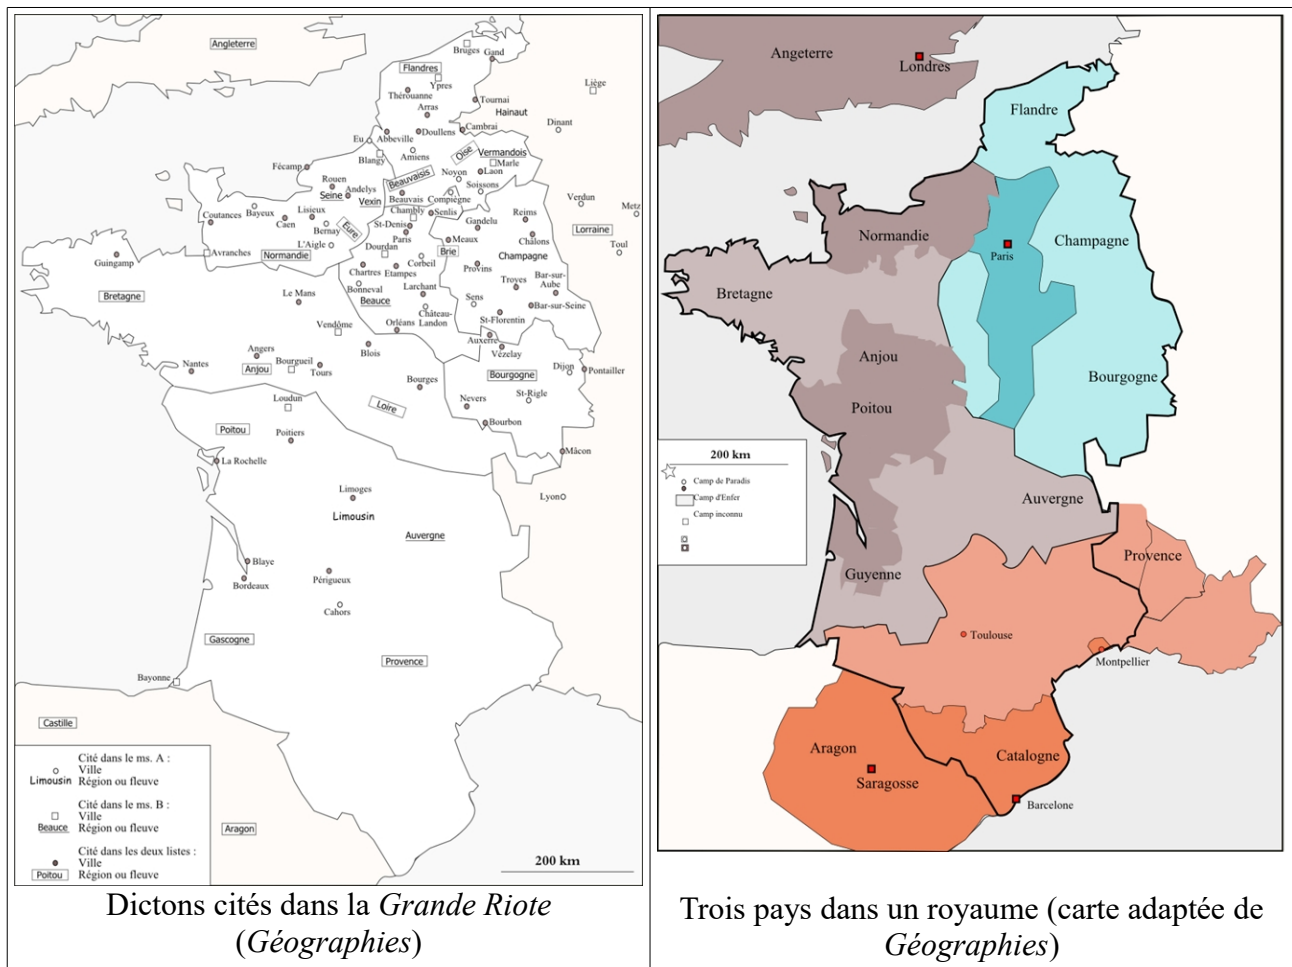 Angleterre
Bruges
Gand
Flandres
Ypres
Liège
Thérouanne
Tournai
Arras
Hainaut
Dinant
Eu
Abbeville
Doullens
Cambrai
Blangy
Amiens
Oise
Vermandois
Marle
Fécamp
Noyon
Laon
Rouen
Beauvaisis
Soissons
Seine
Andelys
Vexin
Beauvais
Compiègne
Verdun
Metz
Coutances
Bayeux
Caen
Lisieux
Bernay
Eure
Chambly
Senlis
St-Denis
Paris
Gandelu
Reims
Châlons
Lorraine
Toul
Guingamp
Avranches
L'Aigle
Normandie
Dourdan
Meaux
Brie
Champagne
Chartres
Etampes
Corbeil
Provins
Bretagne
Bonneval
Beauce
Larchant
Troyes
Bar-sur-
Aube
Le Mans
Sens
Bar-sur-Seine
Château-
Landon
St-Florentin
Vendôme
Orléans
Auxerre
Vézelay
Angers
Blois
Nantes
Anjou
Bourgueil
Tours
Dijon
Pontailler
Bourgogne
Bourges
St-Rigle
Loudun
Loire
Nevers
Poitou
Poitiers
Bourbon
La Rochelle
Mâcon
Limoges
Lyon
Limousin
Auvergne
Blaye
Bordeaux
Périgueux
Cahors
Gascogne
Provence
Bayonne
Castille
Aragon
Cité dans le ms. A :
Ville
Limousin Région ou fleuve
Cité dans le ms. B :
Ville
Beauce Région ou fleuve
Cité dans les deux listes :
Ville
Poitou Région ou fleuve
200 km
Dictons cités dans la Grande Riote
(Géographies)
Angeterre
Londres
Flandre
Normandie
Paris
Champagne
Bretagne
Anjou
Bourgogne
Poitou
200 km
Camp de Paradis
Camp d'Enfer
Camp inconnu
Auvergne
Provence
Guyenne
Toulouse
Montpellier
Aragon
Catalogne
Saragosse
Barcelone
Trois pays dans un royaume (carte adaptée de
Géographies)